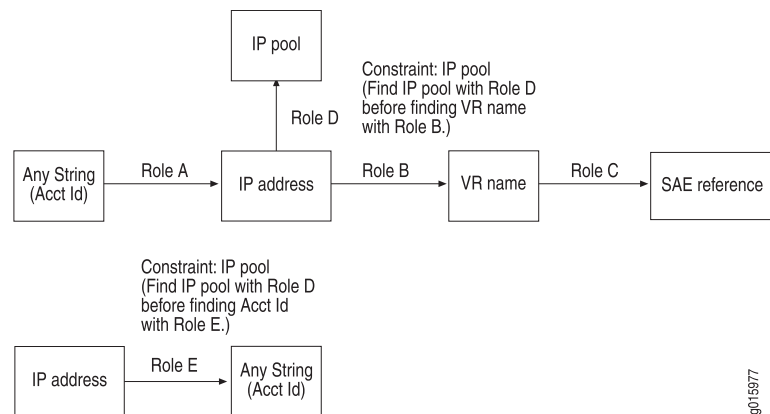 IP pool
Constraint: IP pool
(Find IP pool with Role D
before finding VR name
with Role B.)
Role D
Any String
(Acct Id)
Role A
IP address
Role B
VR name
Role C
SAE reference
Constraint: IP pool
(Find IP pool with Role D
before finding Acct Id
with Role E.)
IP address
Role E
Any String
(Acct Id)
g015977